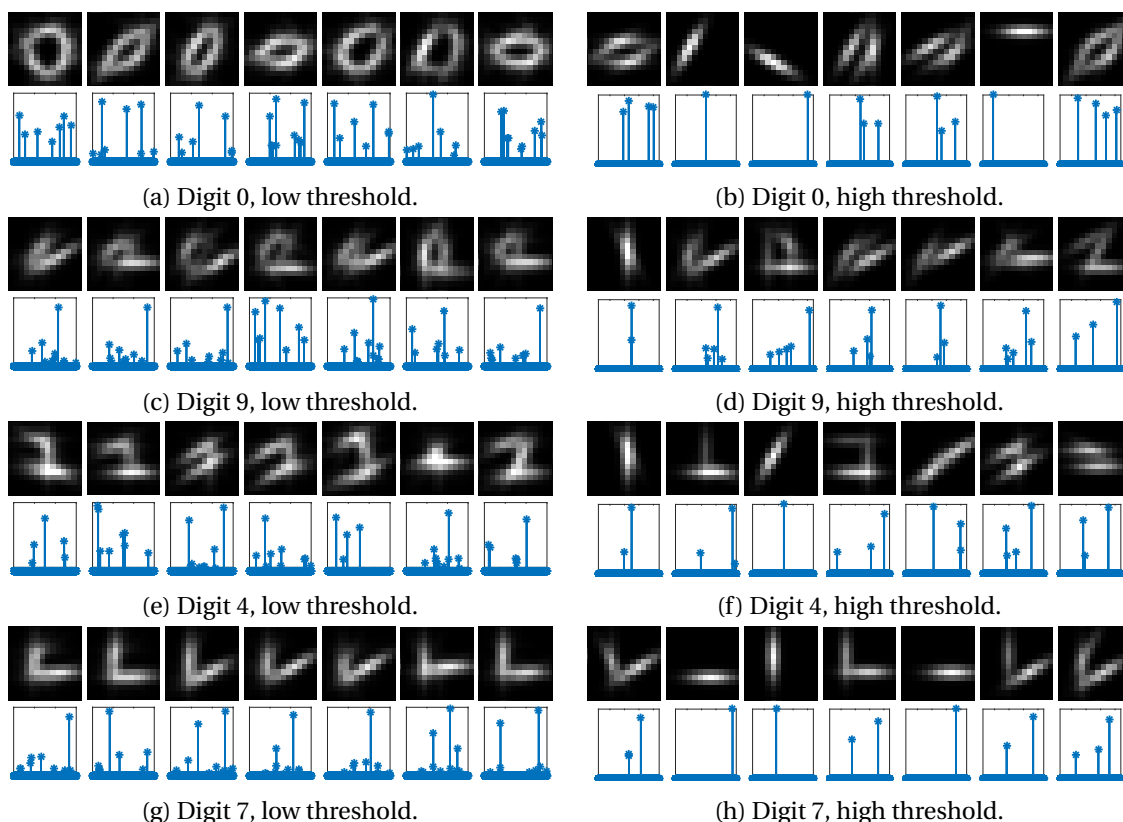 (a) Digit 0, low threshold.
(b) Digit 0, high threshold.
(c) Digit 9, low threshold.
(d) Digit 9, high threshold.
(e) Digit 4, low threshold.
(f) Digit 4, high threshold.
(g) Digit 7, low threshold.
(h) Digit 7, high threshold.